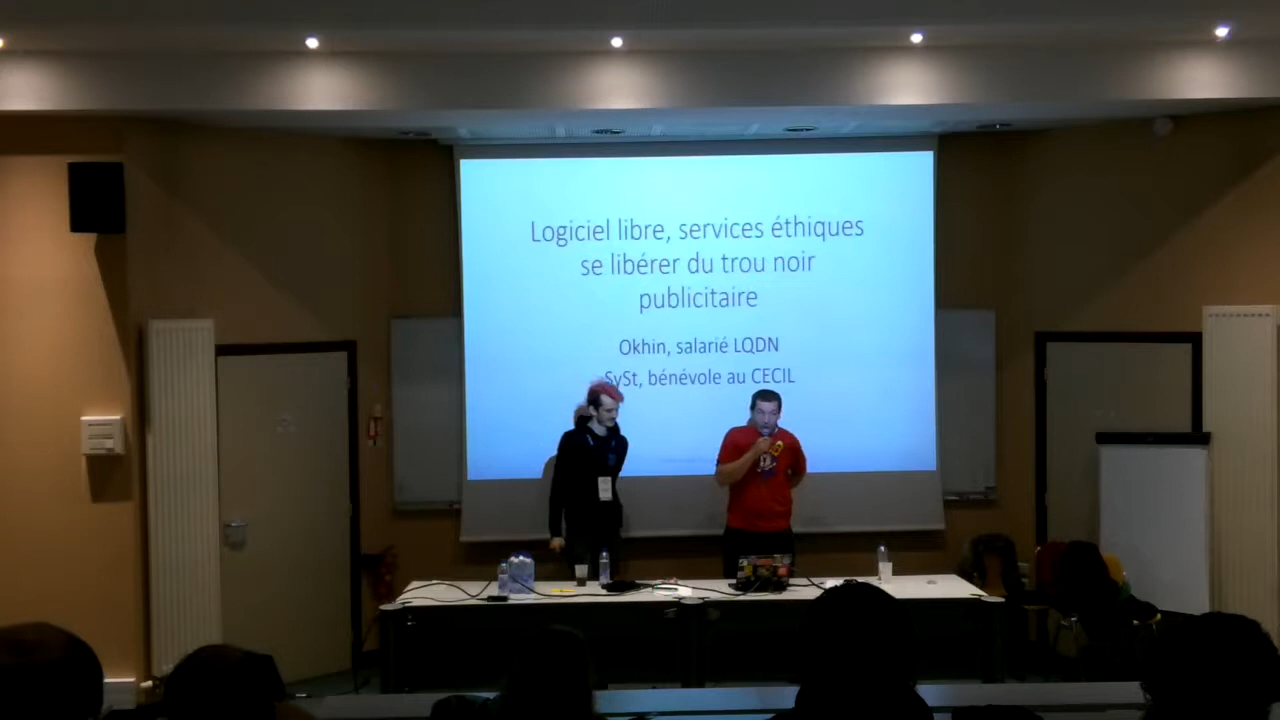 Logiciel libre, services éthiques
se libérer du trou noir
publicitaire
Okhin, salarié LQDN
SySt, bénévole au CECIL